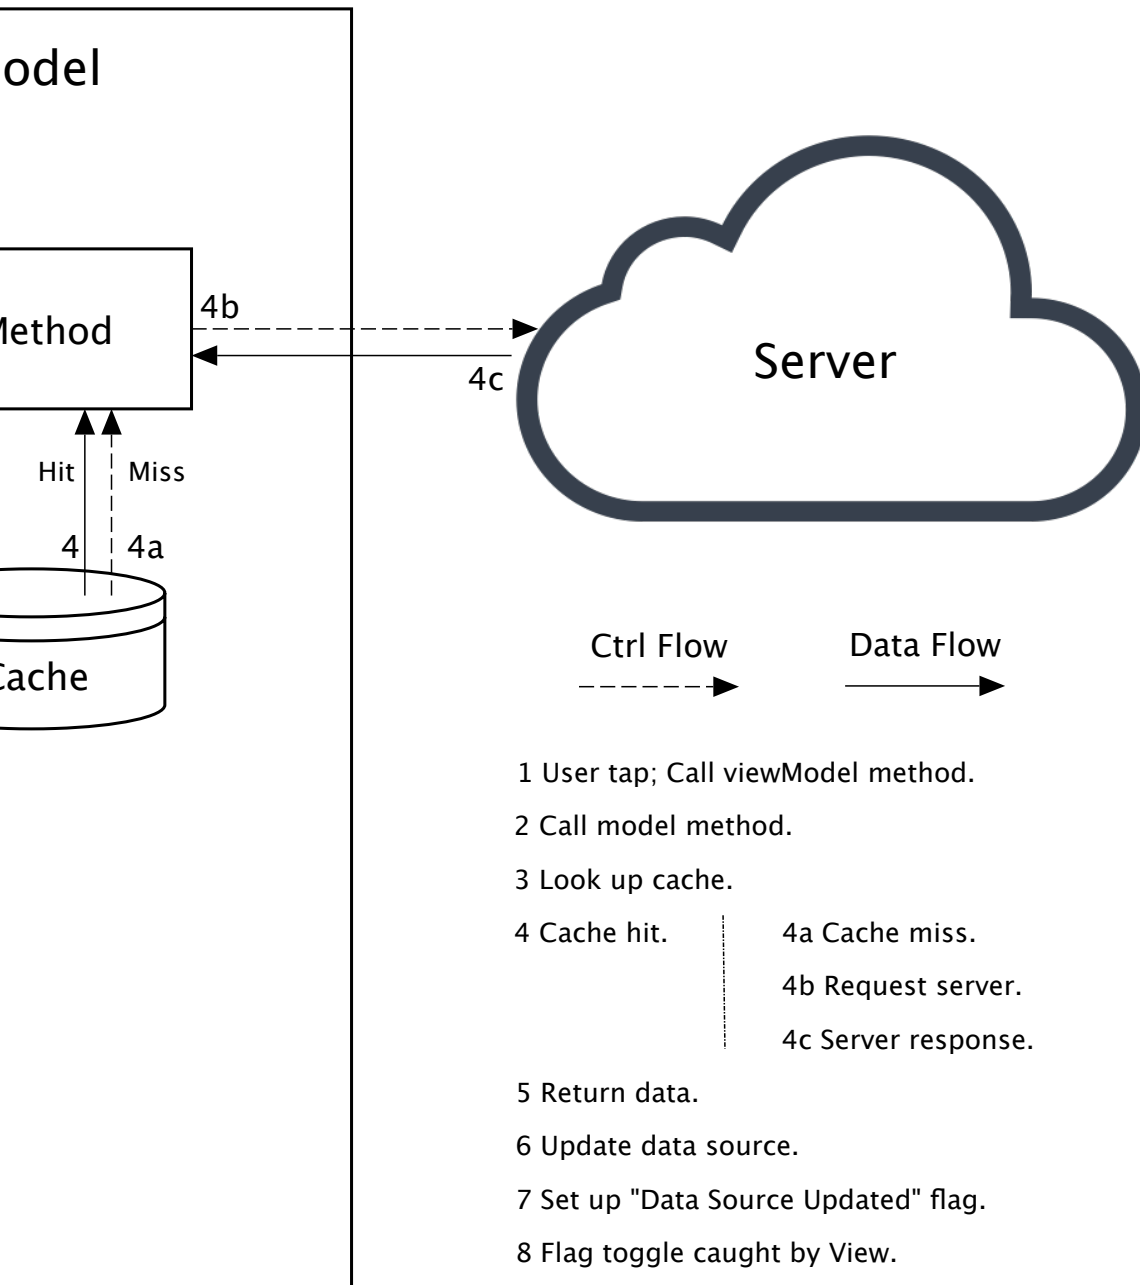 odel
4b
Method
Server
4c
Hit
Miss
4
4a
Cache
Ctrl Flow
Data Flow
1 User tap; Call viewModel method.
2 Call model method.
3 Look up cache.
4 Cache hit.
4a Cache miss.
4b Request server.
4c Server response.
5 Return data.
6 Update data source.
7 Set up "Data Source Updated" flag.
8 Flag toggle caught by View.